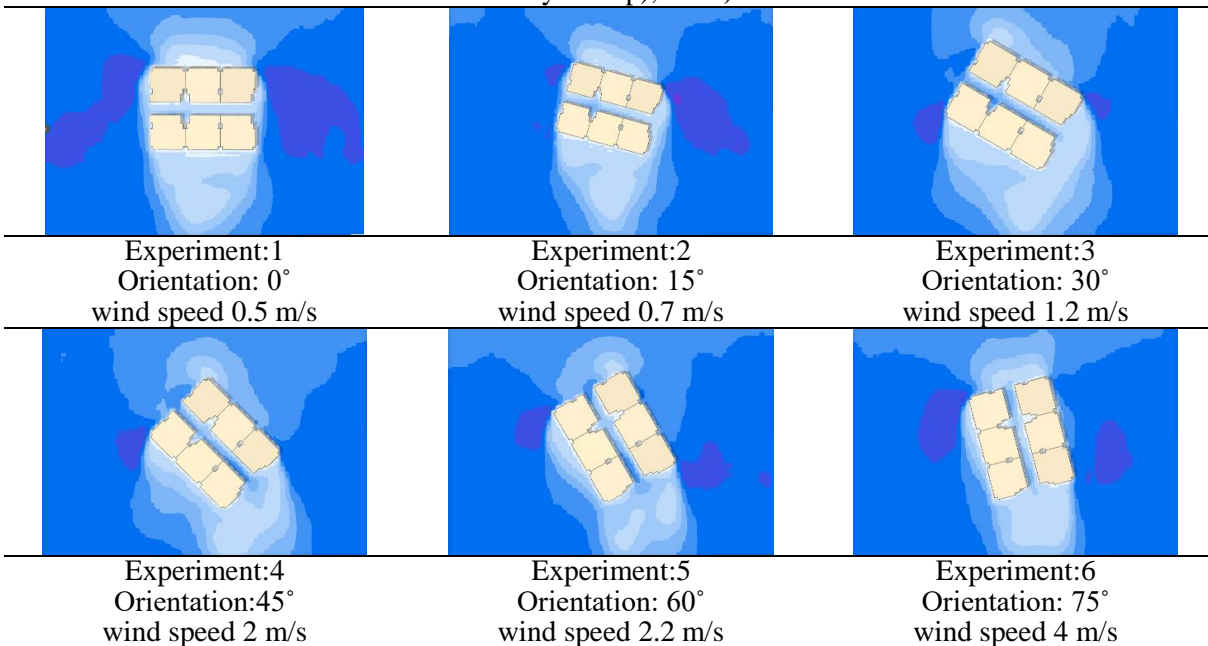 Experiment:1
Orientation: 0˚
wind speed 0.5 m/s
Experiment:2
Orientation: 15˚
wind speed 0.7 m/s
Experiment:3
Orientation: 30˚
wind speed 1.2 m/s
Experiment:4
Orientation:45˚
wind speed 2 m/s
Experiment:5
Orientation: 60˚
wind speed 2.2 m/s
Experiment:6
Orientation: 75˚
wind speed 4 m/s